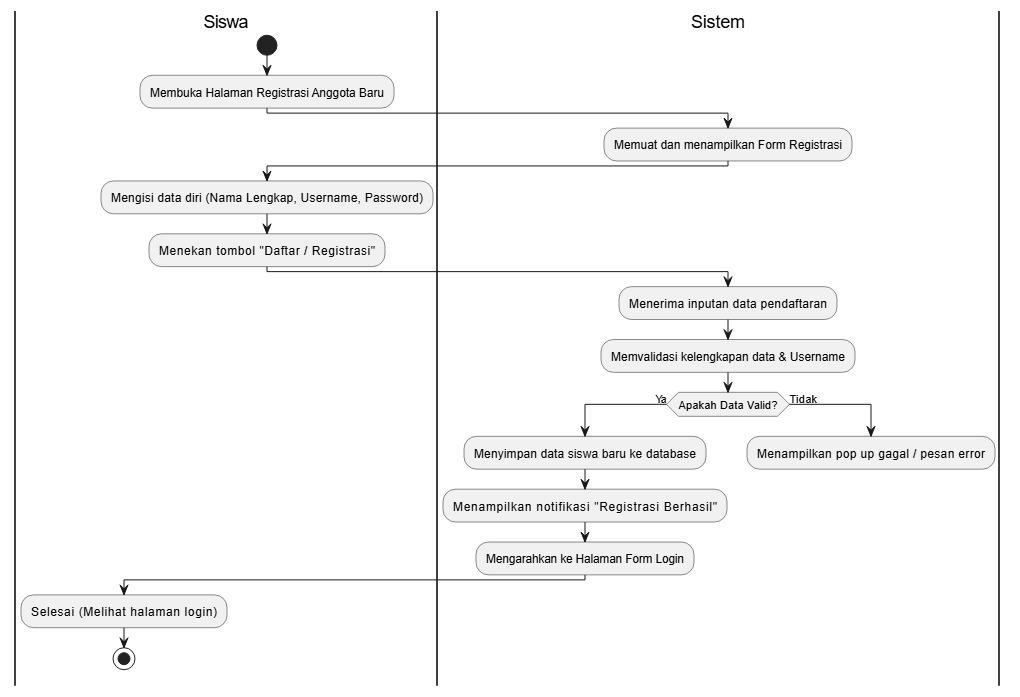 Siswa
Sistem
Membuka Halaman Registrasi Anggota Baru
Memuat dan menampilkan Form Registrasi
Mengisi data diri (Nama Lengkap, Username, Password)
Menekan tombol "Daftar / Registrasi"
Menerima inputan data pendaftaran
Memvalidasi kelengkapan data & Username
Ya
Apakah Data Valid?
Tidak
Menyimpan data siswa baru ke database
Menampilkan pop up gagal / pesan error
Menampilkan notifikasi "Registrasi Berhasil"
Mengarahkan ke Halaman Form Login
Selesai (Melihat halaman login)